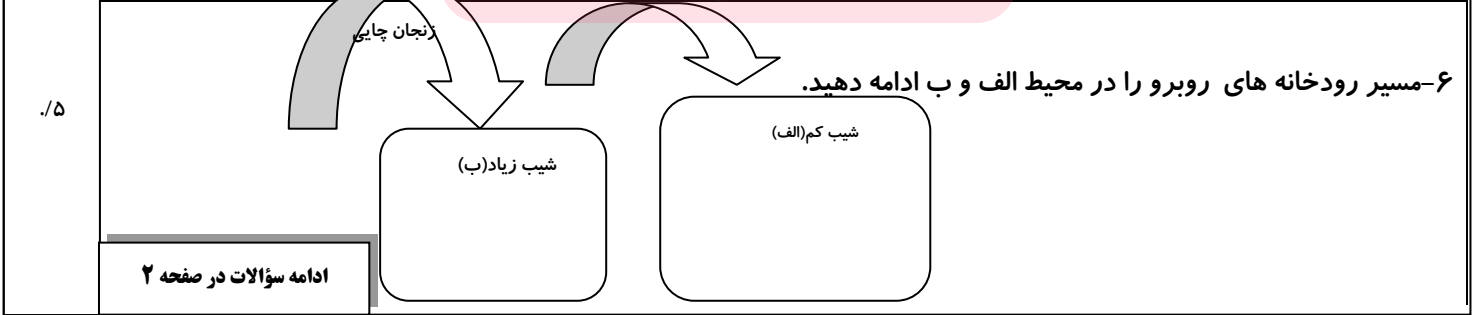 زنجان چایی
۶-مسیر رودخانه های روبرو را در محیط الف و ب ادامه دهید.
۵/.
شیب کم(الف)
شیب زیاد(ب)
ادامه سؤالات در صفحه ۲